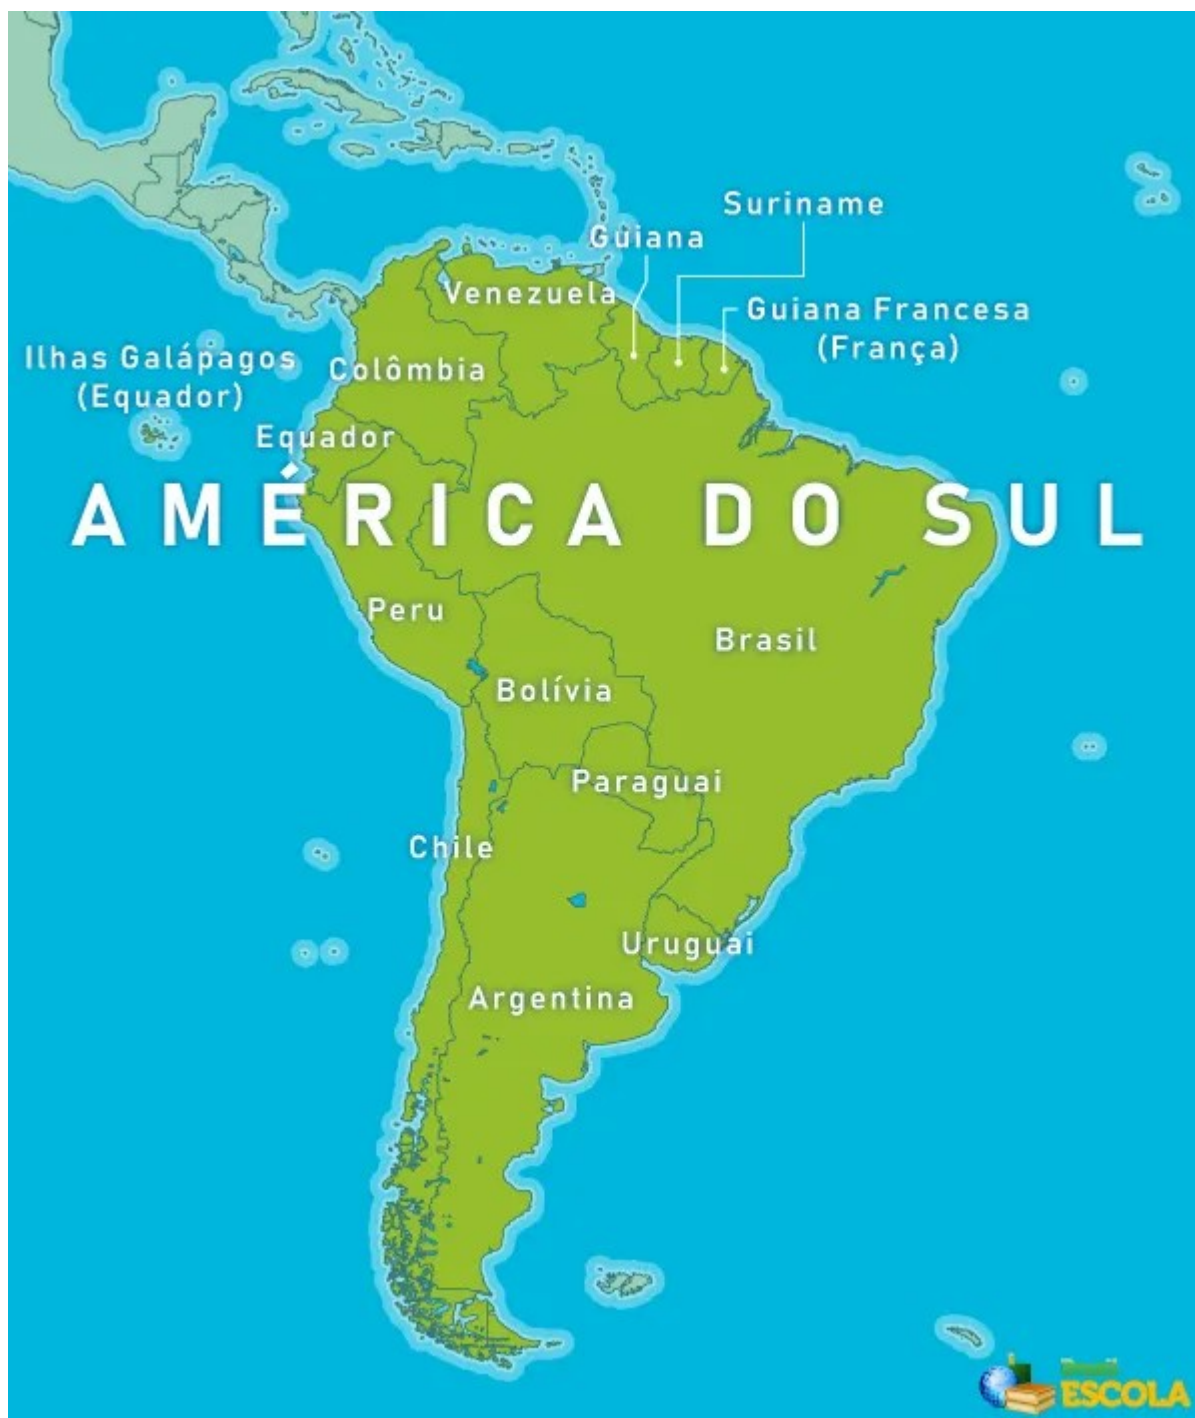 Suriname
Guiana
Venezuela
Guiana Francesa
(França)
Ilhas Galápagos
(Equador)
Colômbia
Equador
AMÉRICA DO SUL
Peru
Brasil
Bolívia
Paraguai
Chile
Uruguai
Argentina
ESCOLA